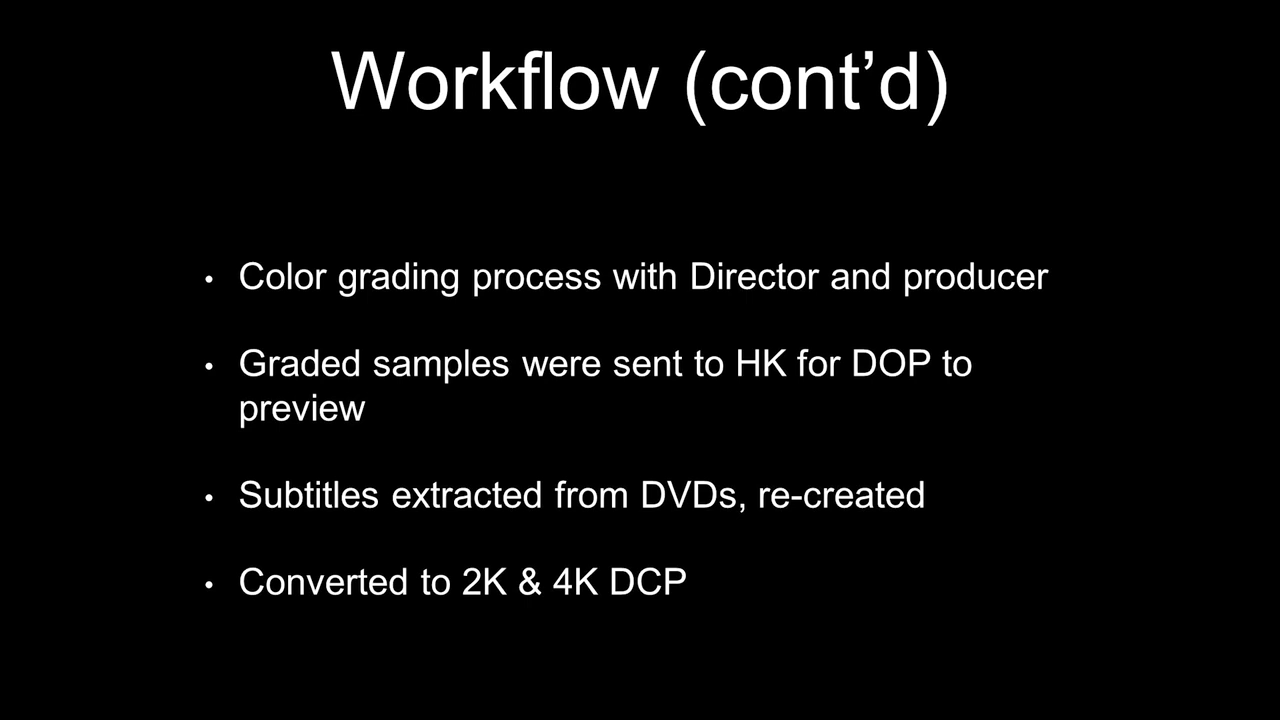 Workflow (cont’d)
• Color grading process with Director and producer
• Graded samples were sent to HK for DOP to
preview
• Subtitles extracted from DVDs, re-created
• Converted to 2K & 4K DCP